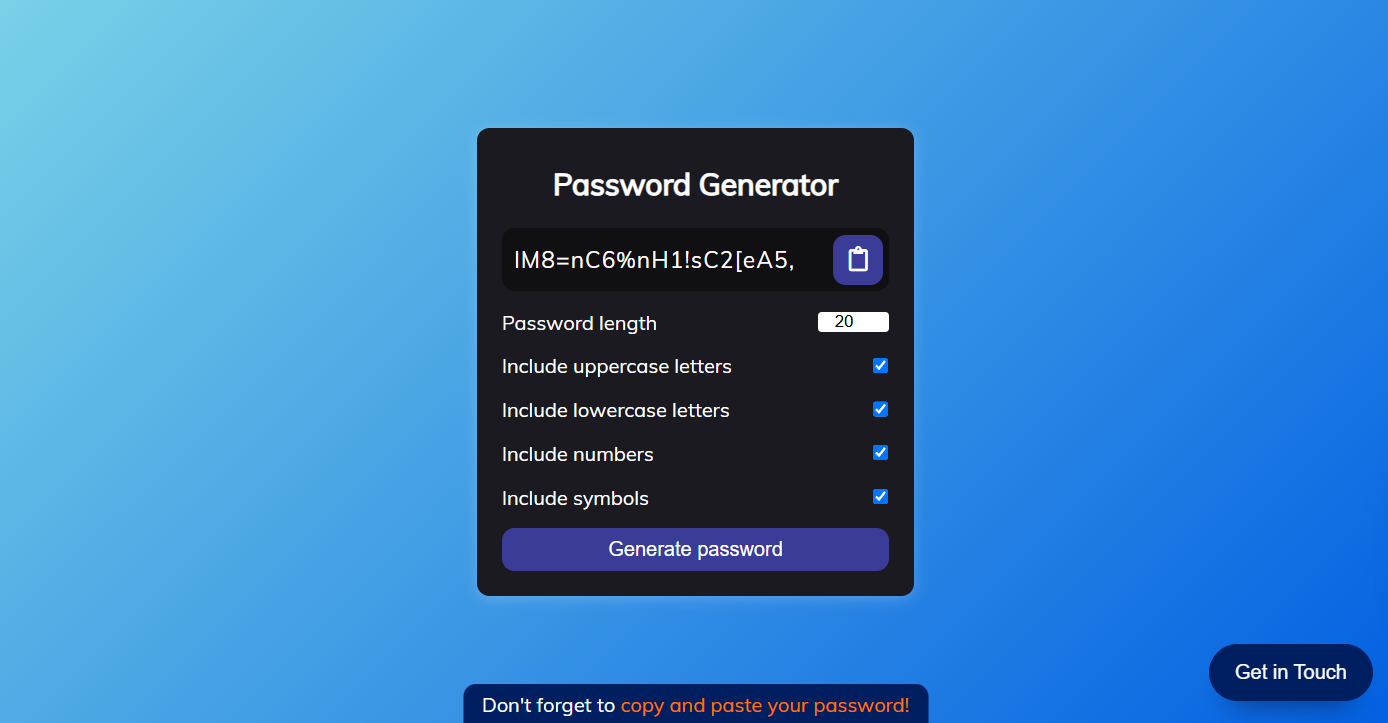 Password Generator
lM8=nC6%nH1!sC2[eA5,
Password length 20
Include uppercase letters
Include lowercase letters
Include numbers
Include symbols
Generate password
Get in Touch
Don't forget to copy and paste your password!